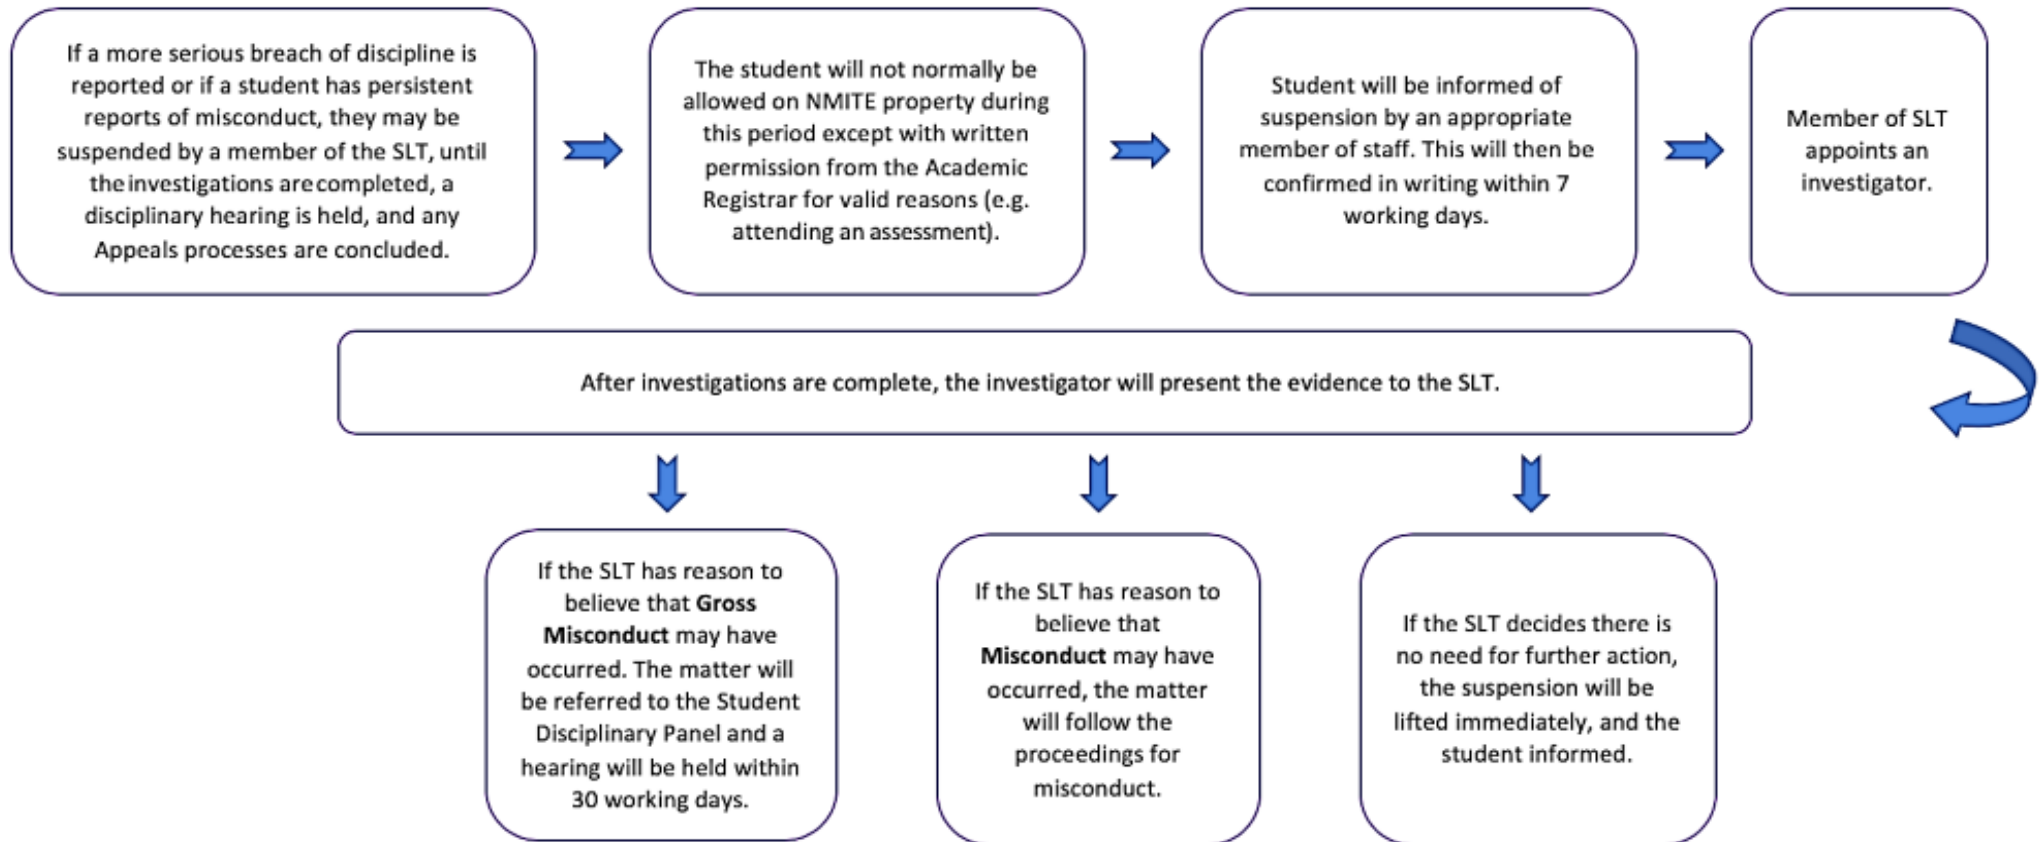 If a more serious breach of discipline is
reported or if a student has persistent
reports of misconduct, they may be
suspended by a member of the SLT, until
the investigations are completed, a
disciplinary hearing is held, and any
Appeals processes are concluded.
The student will not normally be
allowed on NMITE property during
this period except with written
permission from the Academic
Registrar for valid reasons (e.g.
attending an assessment).
Student will be informed of
suspension by an appropriate
member of staff. This will then be
confirmed in writing within 7
working days.
Member of SLT
appoints an
investigator.
After investigations are complete, the investigator will present the evidence to the SLT.
If the SLT has reason to
believe that Gross
Misconduct may have
occurred. The matter will
be referred to the Student
Disciplinary Panel and a
hearing will be held within
30 working days.
If the SLT has reason to
believe that
Misconduct may have
occurred, the matter
will follow the
proceedings for
misconduct.
If the SLT decides there is
no need for further action,
the suspension will be
lifted immediately, and the
student informed.